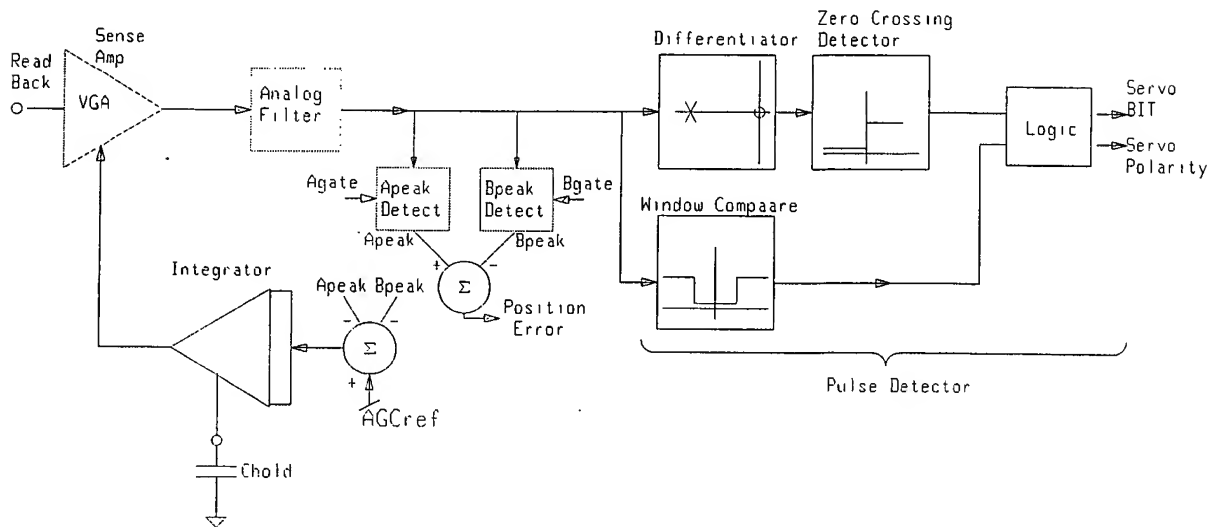 Sense
Amp
Read
Back
VGA
Analog
Filter
Differentiator
Zero Crossing
Detector
Logic
Servo
BIT
Servo
Polarity
Agate
Apeak
Detect
Bpeak
Detect
Bgate
Apeak
Bpeak
+
-
Σ
Position
Error
Window Compaare
Integrator
Apeak Bpeak
-
-
Σ
+
AGCref
Chold
Pulse Detector